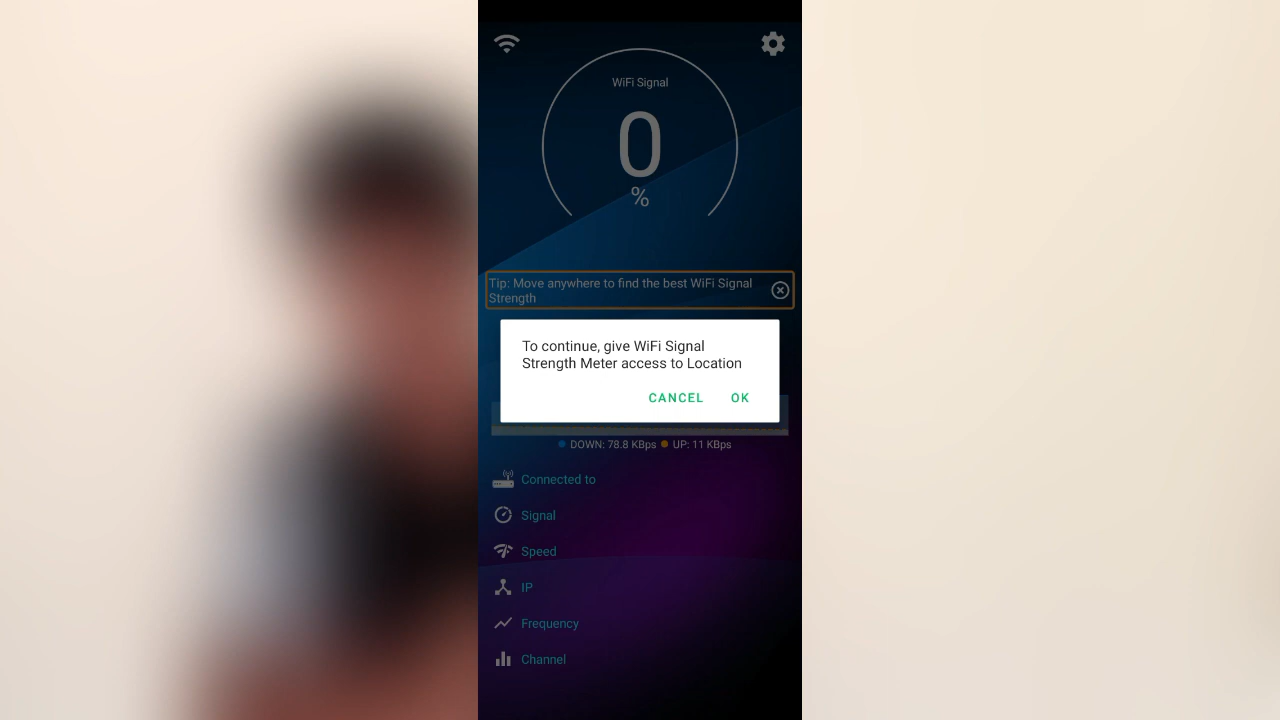 WiFi Signal
0
%
Tip: Move anywhere to find the best WiFi Signal
Strength
To continue, give WiFi Signal
Strength Meter access to Location
CANCEL OK
DOWN: 78.8 KBps UP: 11 KBps
Connected to
Signal
Speed
IP
Frequency
Channel